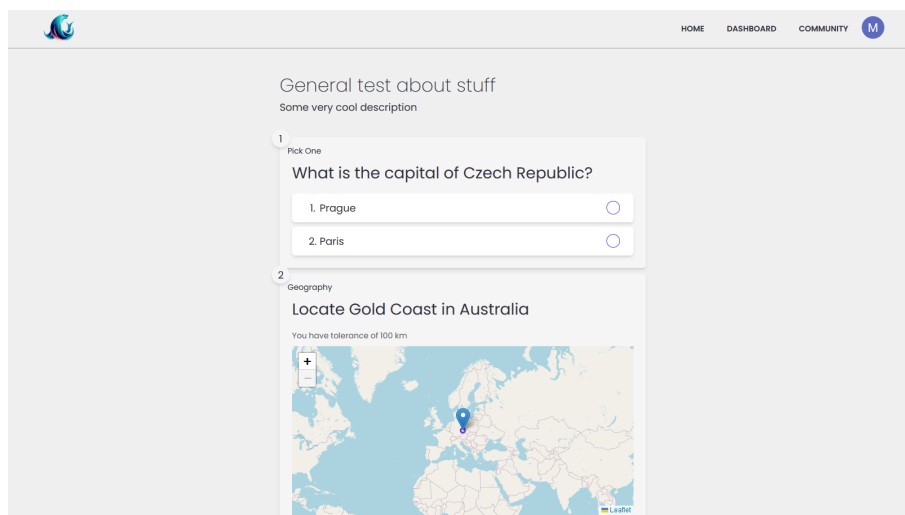 HOME DASHBOARD COMMUNITY M
General test about stuff
Some very cool description
1
Pick One
What is the capital of Czech Republic?
1. Prague
2. Paris
2
Geography
Locate Gold Coast in Australia
You have tolerance of 100 km
+
−
Leaflet